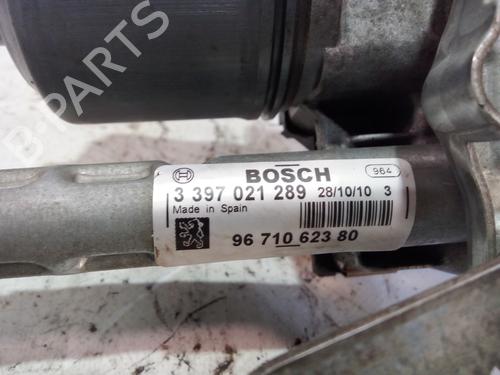 B-PARTS
BOSCH 964
3 397 021 289 28/10/10 3
Made in Spain
96 710 623 80